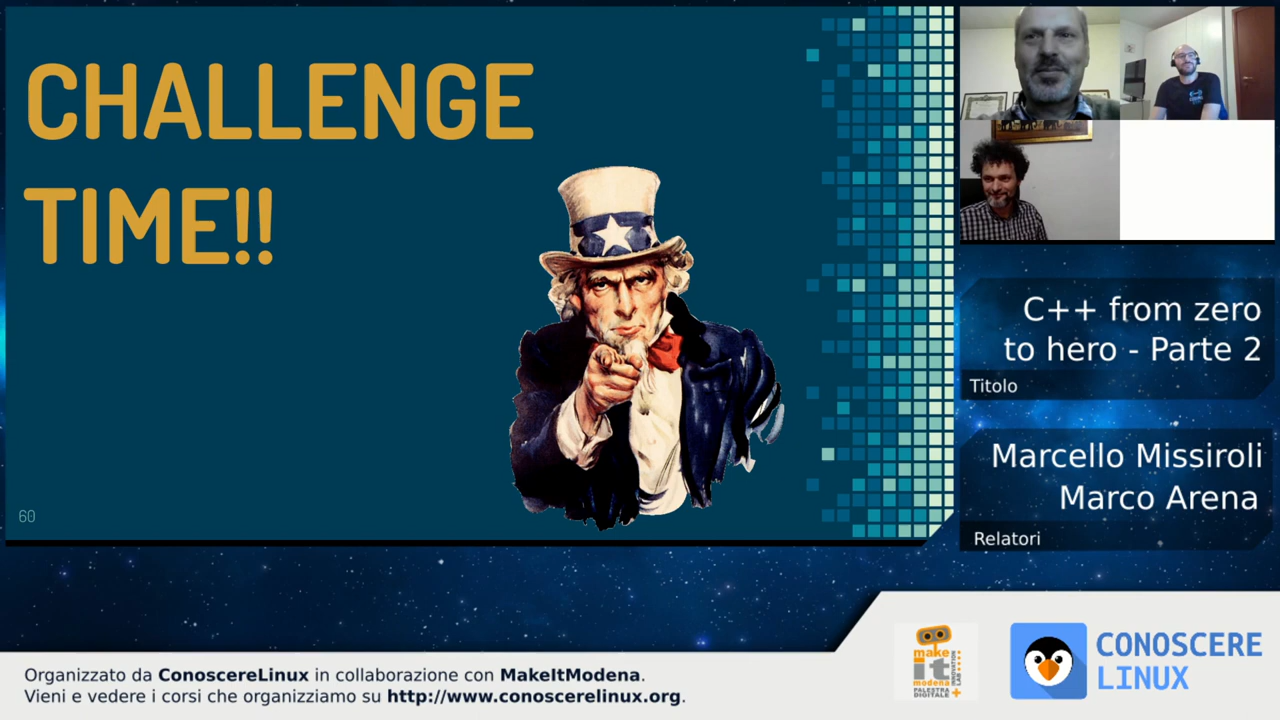 CHALLENGE
TIME!!
60
C++ from zero
to hero - Parte 2
Titolo
Marcello Missiroli
Marco Arena
Relatori
Organizzato da ConoscereLinux in collaborazione con MakeItModena.
Vieni e vedere i corsi che organizziamo su http://www.conoscerelinux.org.
make
it
modena
PALESTRA
DIGITALE
INNOVATION
LAB
CONOSCERE
LINUX